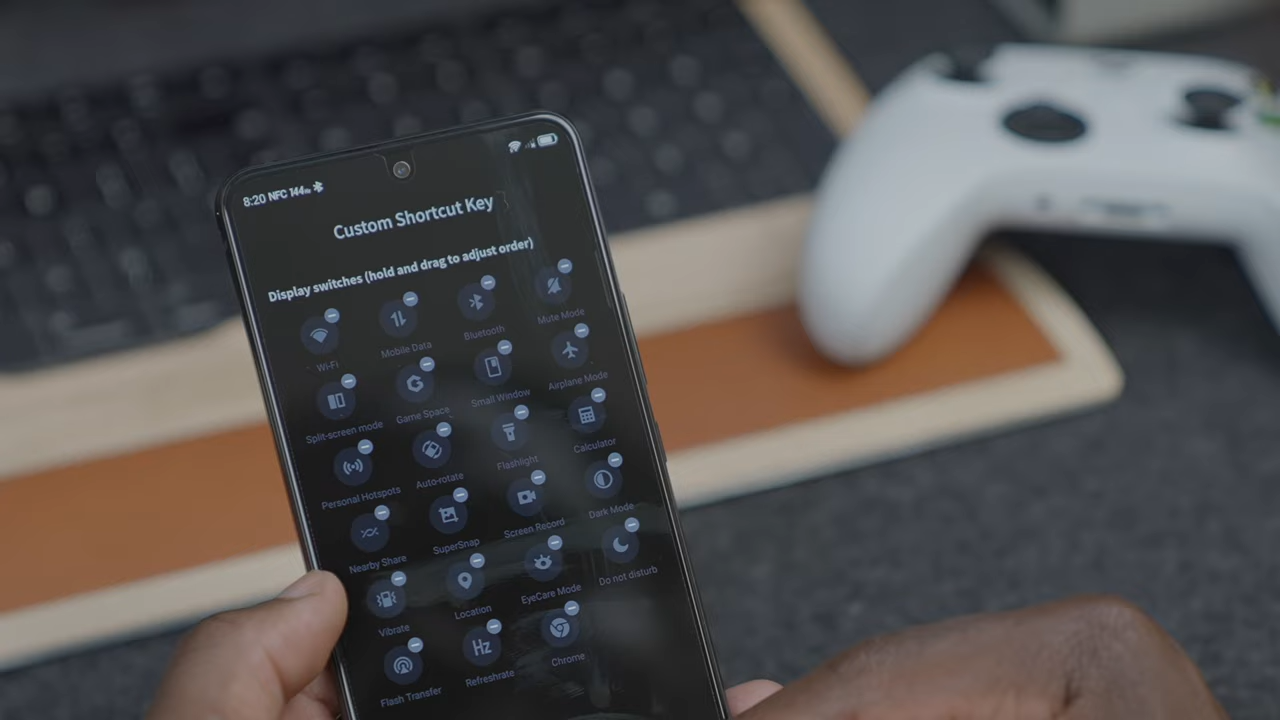 8:20 NFC 144Hz
Custom Shortcut Key
Display switches (hold and drag to adjust order)
Wi-Fi Mobile Data Bluetooth Mute Mode
Split-screen mode Game Space Small Window Airplane Mode
Personal Hotspots Auto-rotate Flashlight Calculator
Nearby Share SuperSnap Screen Record Dark Mode
Vibrate Location EyeCare Mode Do not disturb
Flash Transfer Hz Refreshrate Chrome